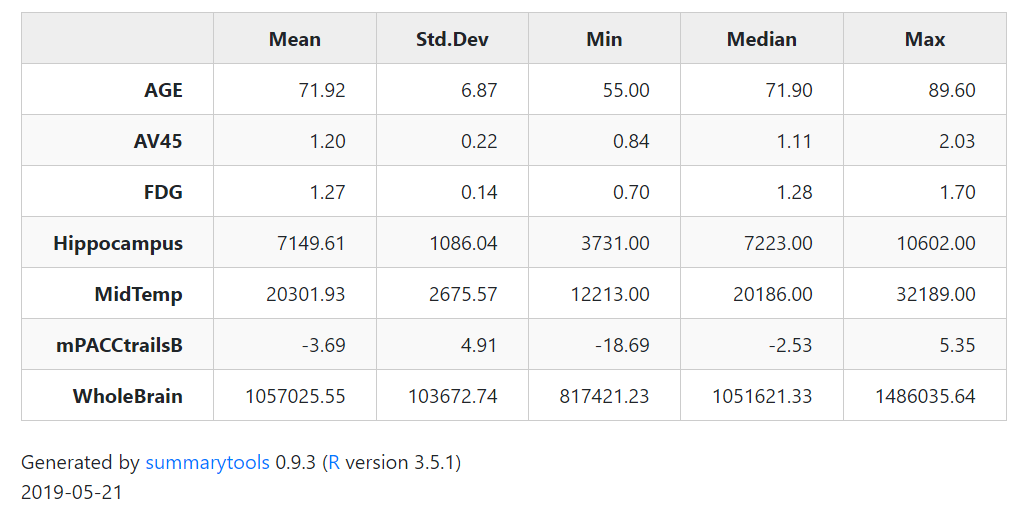 Mean Std.Dev Min Median Max
AGE 71.92 6.87 55.00 71.90 89.60
AV45 1.20 0.22 0.84 1.11 2.03
FDG 1.27 0.14 0.70 1.28 1.70
Hippocampus 7149.61 1086.04 3731.00 7223.00 10602.00
MidTemp 20301.93 2675.57 12213.00 20186.00 32189.00
mPACCtrailsB -3.69 4.91 -18.69 -2.53 5.35
WholeBrain 1057025.55 103672.74 817421.23 1051621.33 1486035.64
Generated by summarytools 0.9.3 (R version 3.5.1)
2019-05-21